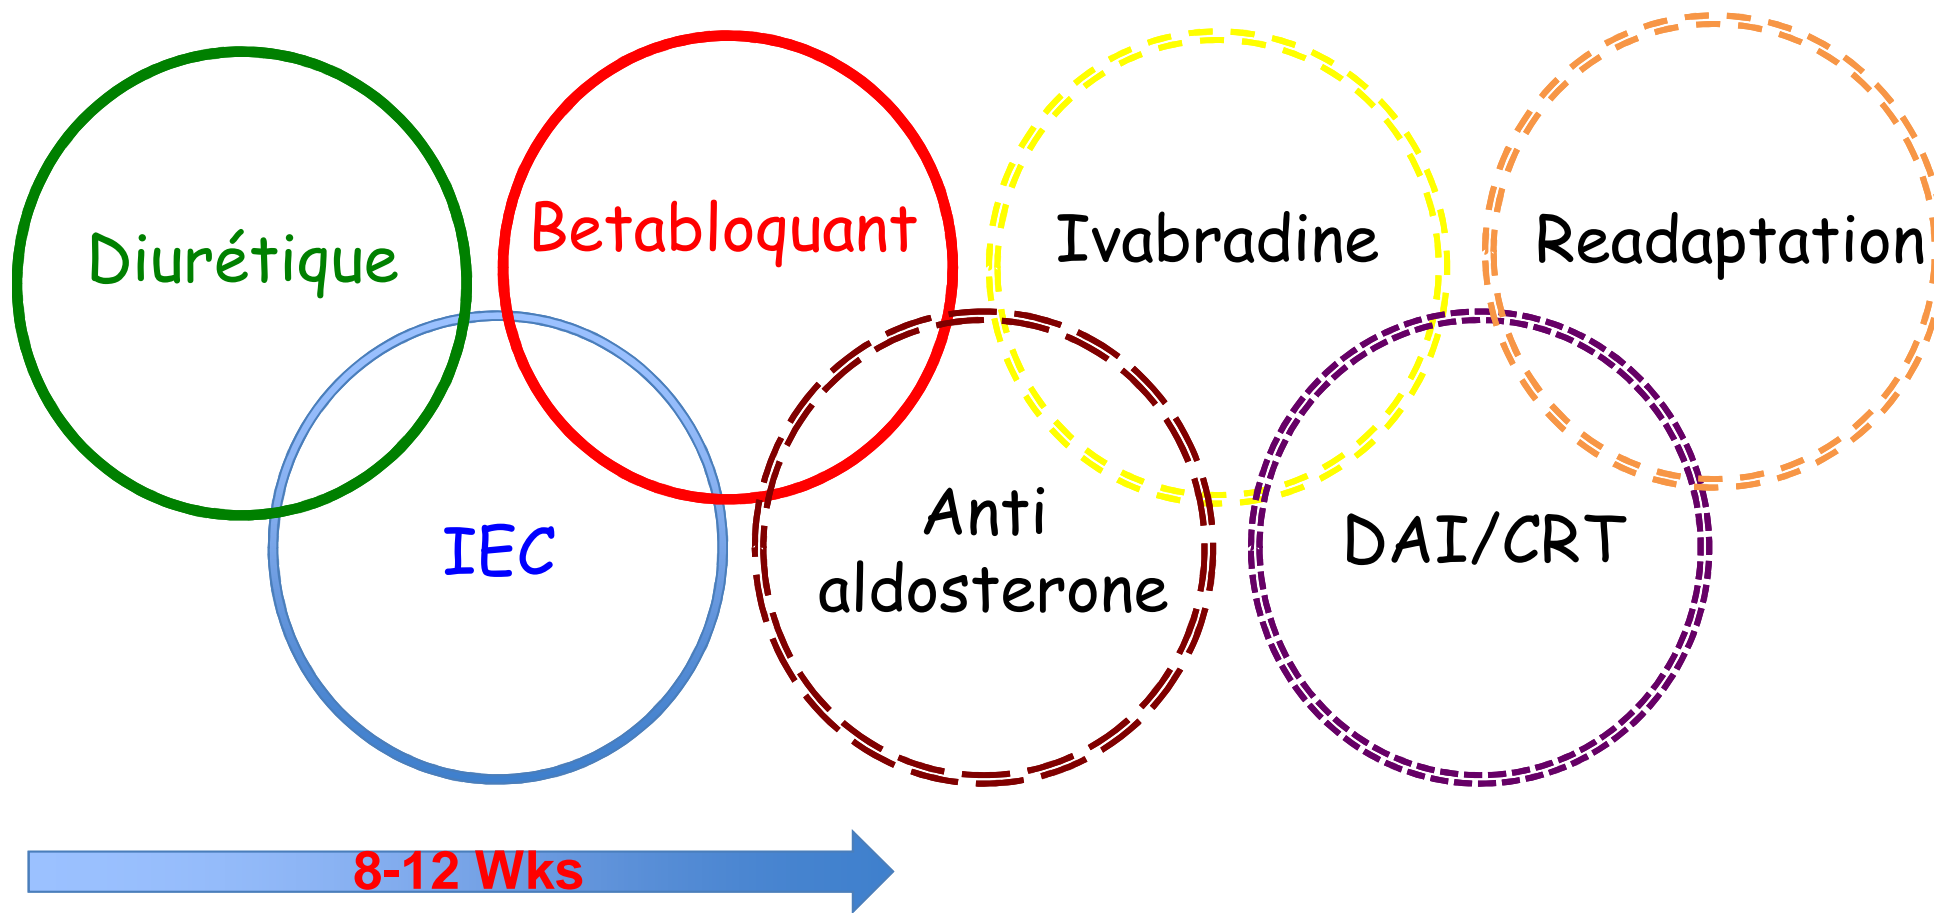 Diurétique
Betabloquant
Ivabradine
Readaptation
IEC
Anti
aldosterone
DAI/CRT
8-12 Wks